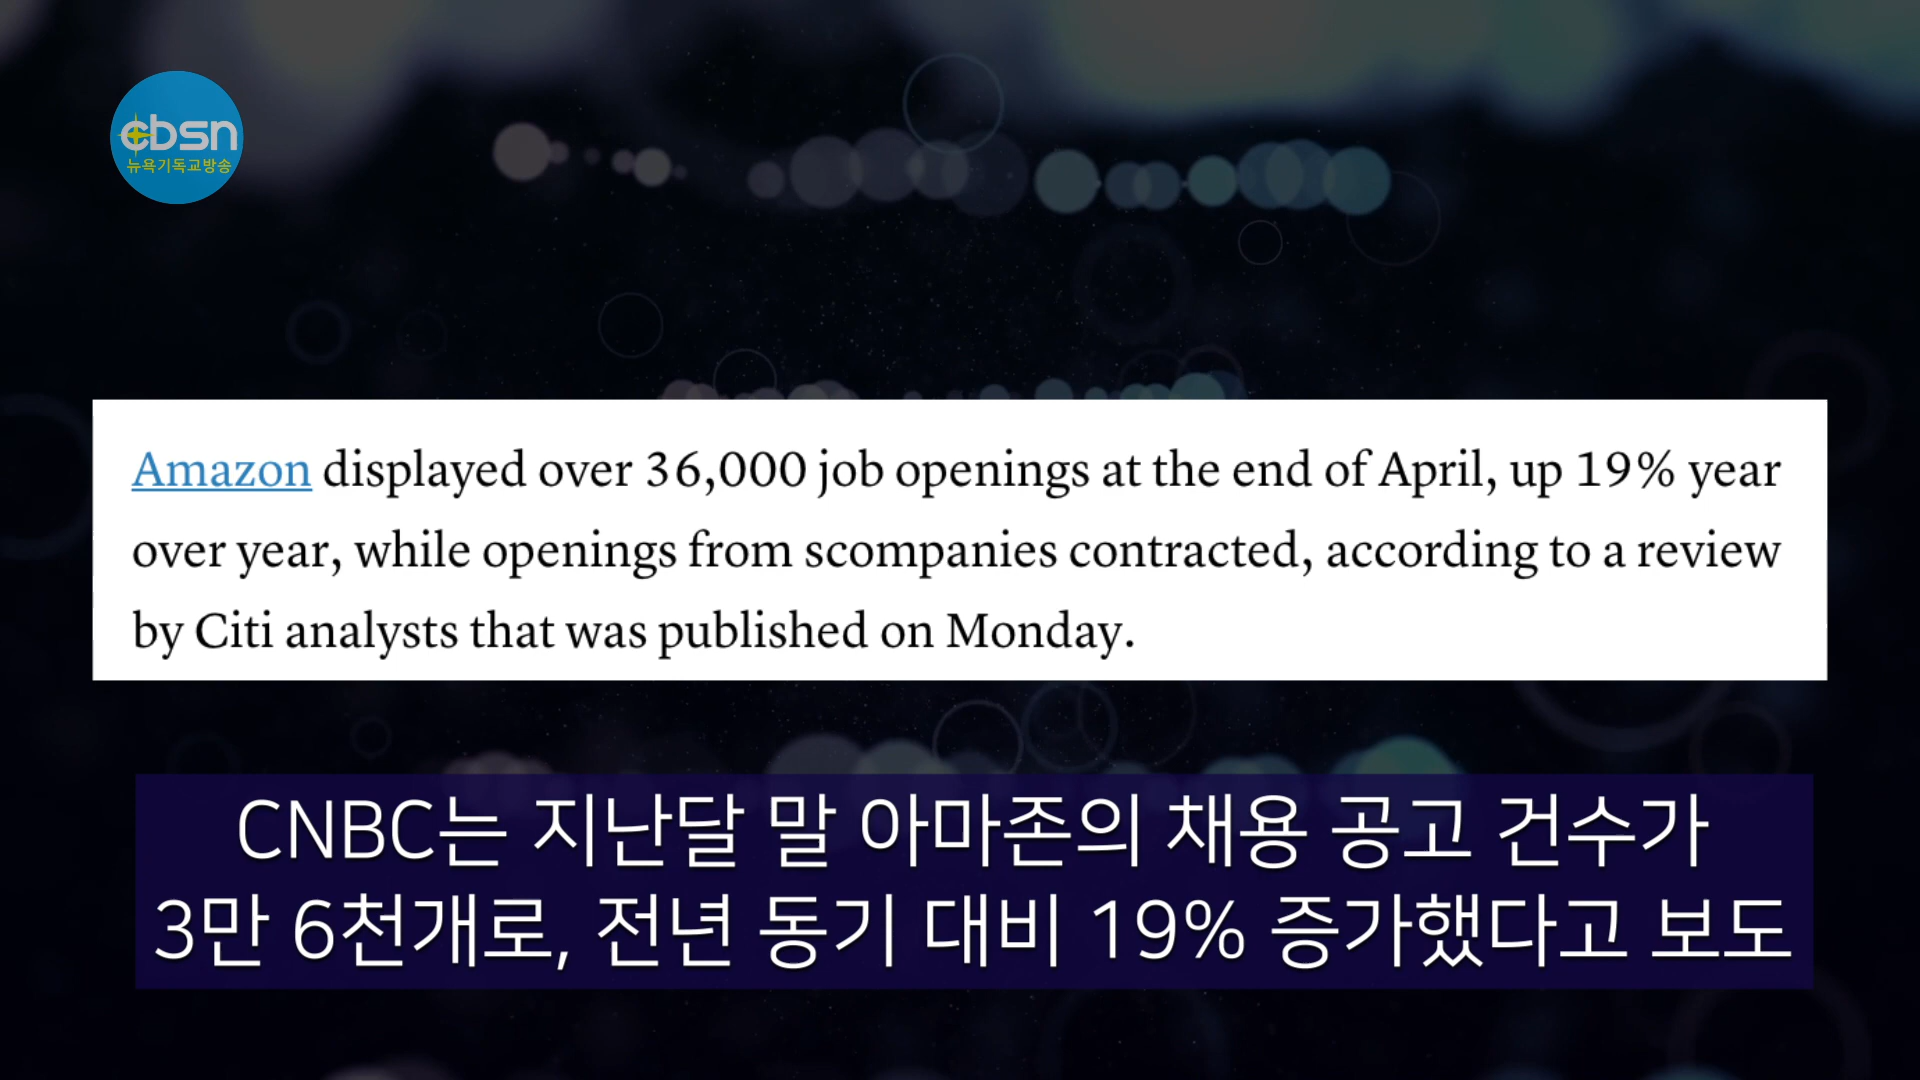 cbsn
뉴욕기독교방송
Amazon displayed over 36,000 job openings at the end of April, up 19% year
over year, while openings from scompanies contracted, according to a review
by Citi analysts that was published on Monday.
CNBC는 지난달 말 아마존의 채용 공고 건수가
3만 6천개로, 전년 동기 대비 19% 증가했다고 보도